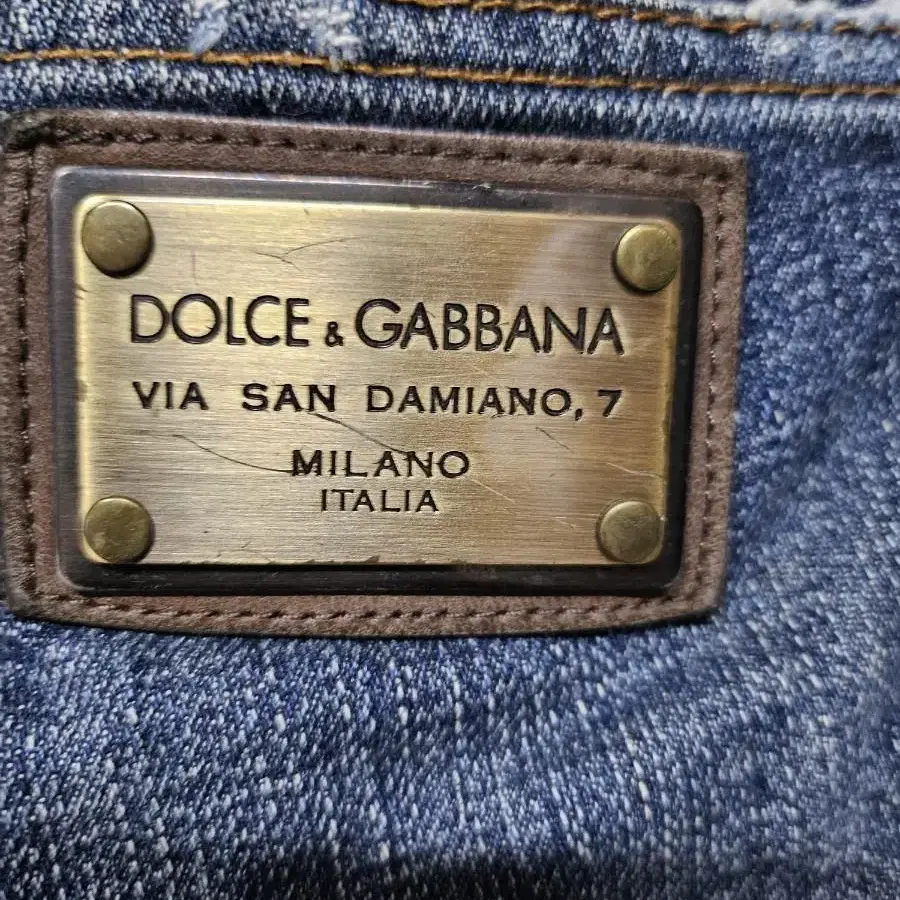 DOLCE & GABBANA
VIA SAN DAMIANO, 7
MILANO
ITALIA